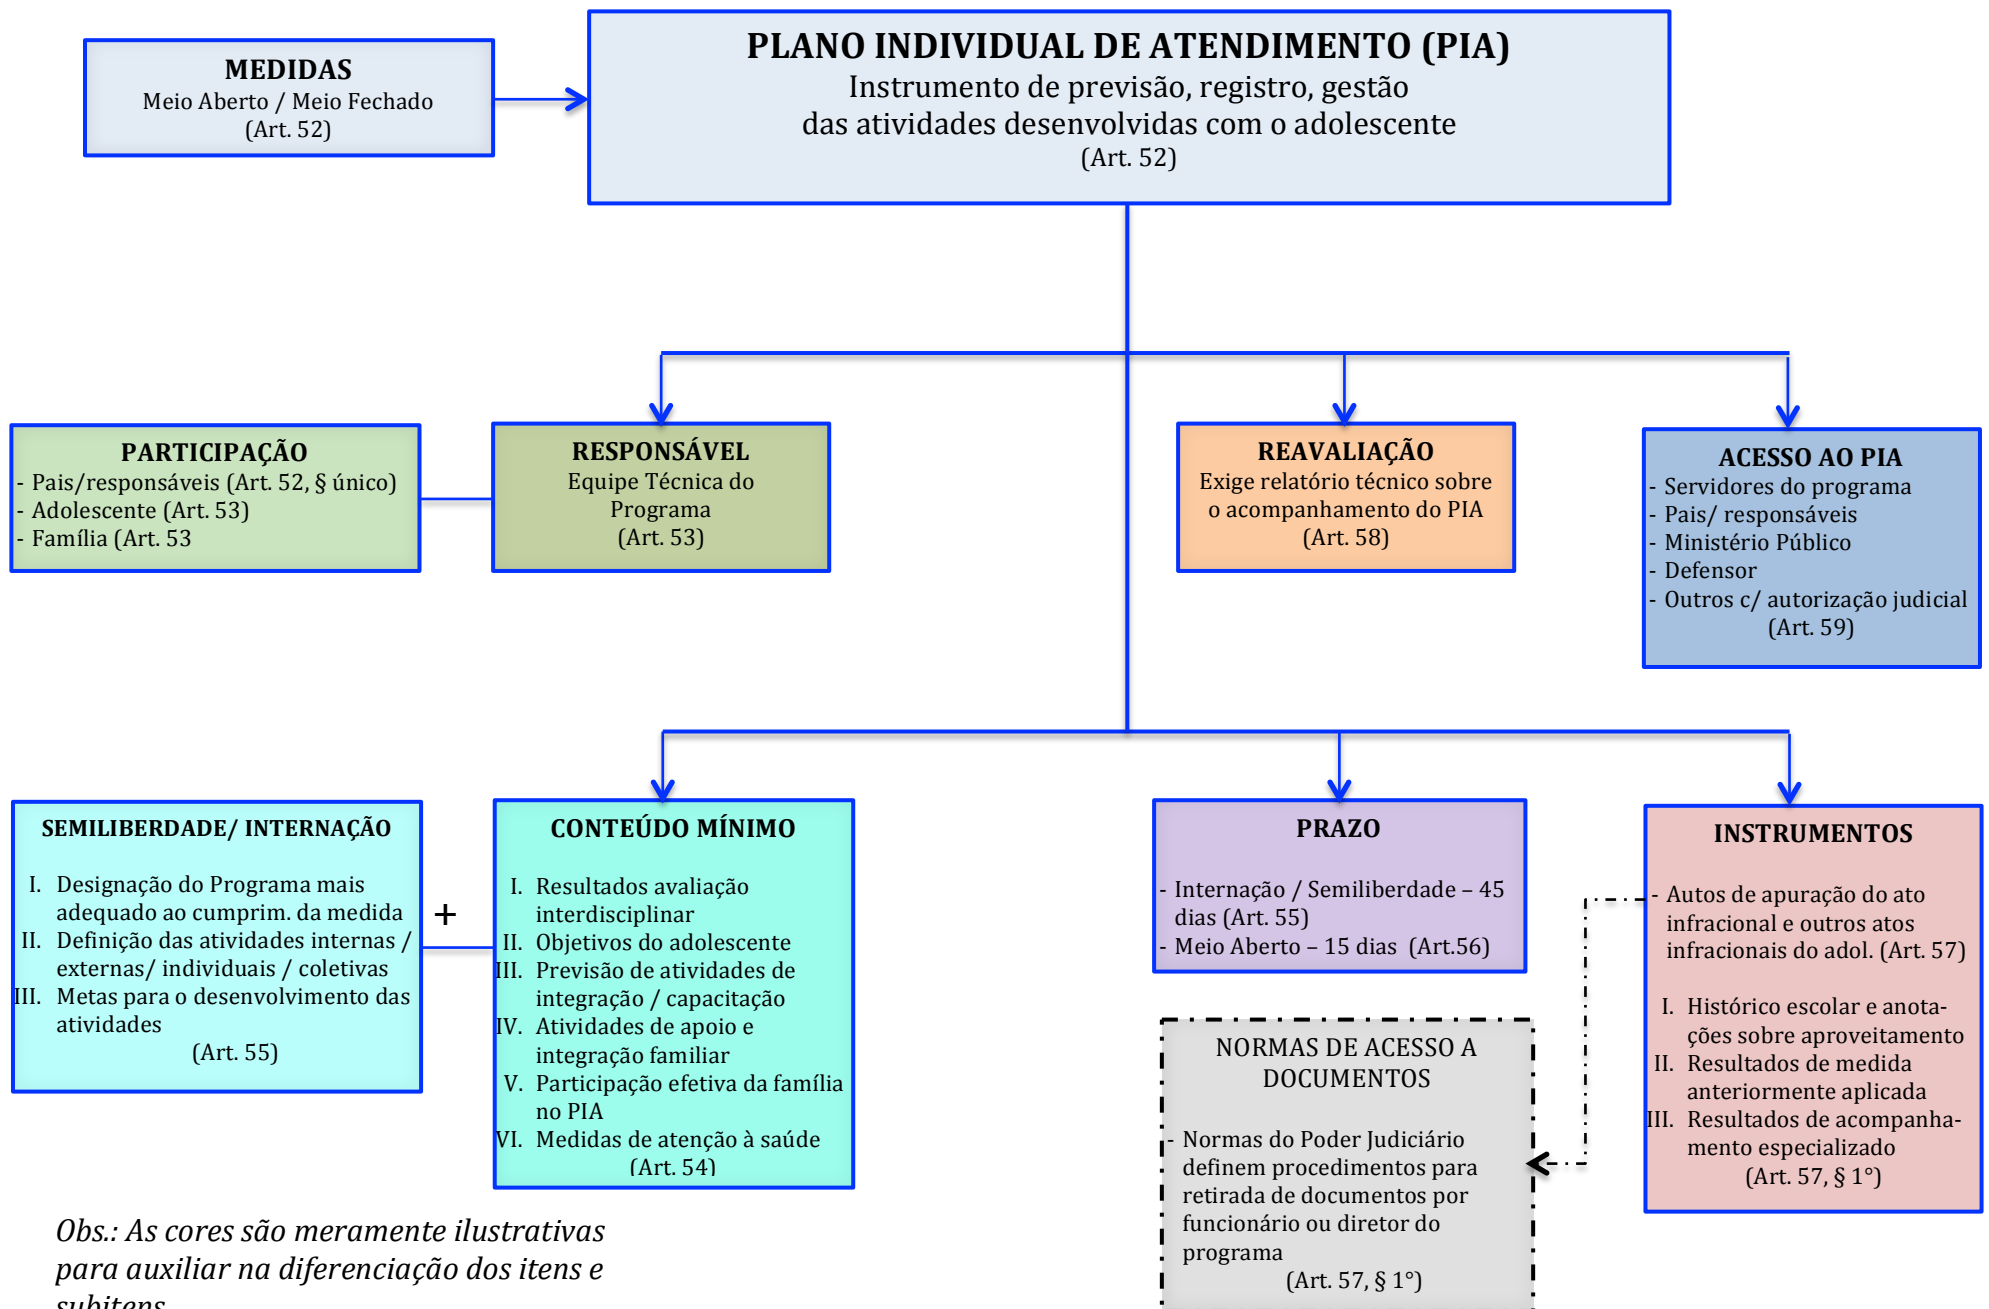 MEDIDAS
Meio Aberto / Meio Fechado
(Art. 52)
PLANO INDIVIDUAL DE ATENDIMENTO (PIA)
Instrumento de previsão, registro, gestão
das atividades desenvolvidas com o adolescente
(Art. 52)
PARTICIPAÇÃO
- Pais/responsáveis (Art. 52, § único)
- Adolescente (Art. 53)
- Família (Art. 53
RESPONSÁVEL
Equipe Técnica do
Programa
(Art. 53)
REAVALIAÇÃO
Exige relatório técnico sobre
o acompanhamento do PIA
(Art. 58)
ACESSO AO PIA
- Servidores do programa
- Pais/ responsáveis
- Ministério Público
- Defensor
- Outros c/ autorização judicial
(Art. 59)
SEMILIBERDADE/ INTERNAÇÃO
I. Designação do Programa mais
adequado ao cumprim. da medida
II. Definição das atividades internas /
externas/ individuais / coletivas
III. Metas para o desenvolvimento das
atividades
(Art. 55)
+
CONTEÚDO MÍNIMO
I. Resultados avaliação
interdisciplinar
II. Objetivos do adolescente
III. Previsão de atividades de
integração / capacitação
IV. Atividades de apoio e
integração familiar
V. Participação efetiva da família
no PIA
VI. Medidas de atenção à saúde
(Art. 54)
PRAZO
- Internação / Semiliberdade – 45
dias (Art. 55)
- Meio Aberto – 15 dias (Art.56)
INSTRUMENTOS
- Autos de apuração do ato
infracional e outros atos
infracionais do adol. (Art. 57)
I. Histórico escolar e anota-
ções sobre aproveitamento
II. Resultados de medida
anteriormente aplicada
III. Resultados de acompanha-
mento especializado
(Art. 57, § 1°)
NORMAS DE ACESSO A
DOCUMENTOS
- Normas do Poder Judiciário
definem procedimentos para
retirada de documentos por
funcionário ou diretor do
programa
(Art. 57, § 1°)
Obs.: As cores são meramente ilustrativas
para auxiliar na diferenciação dos itens e
subitens